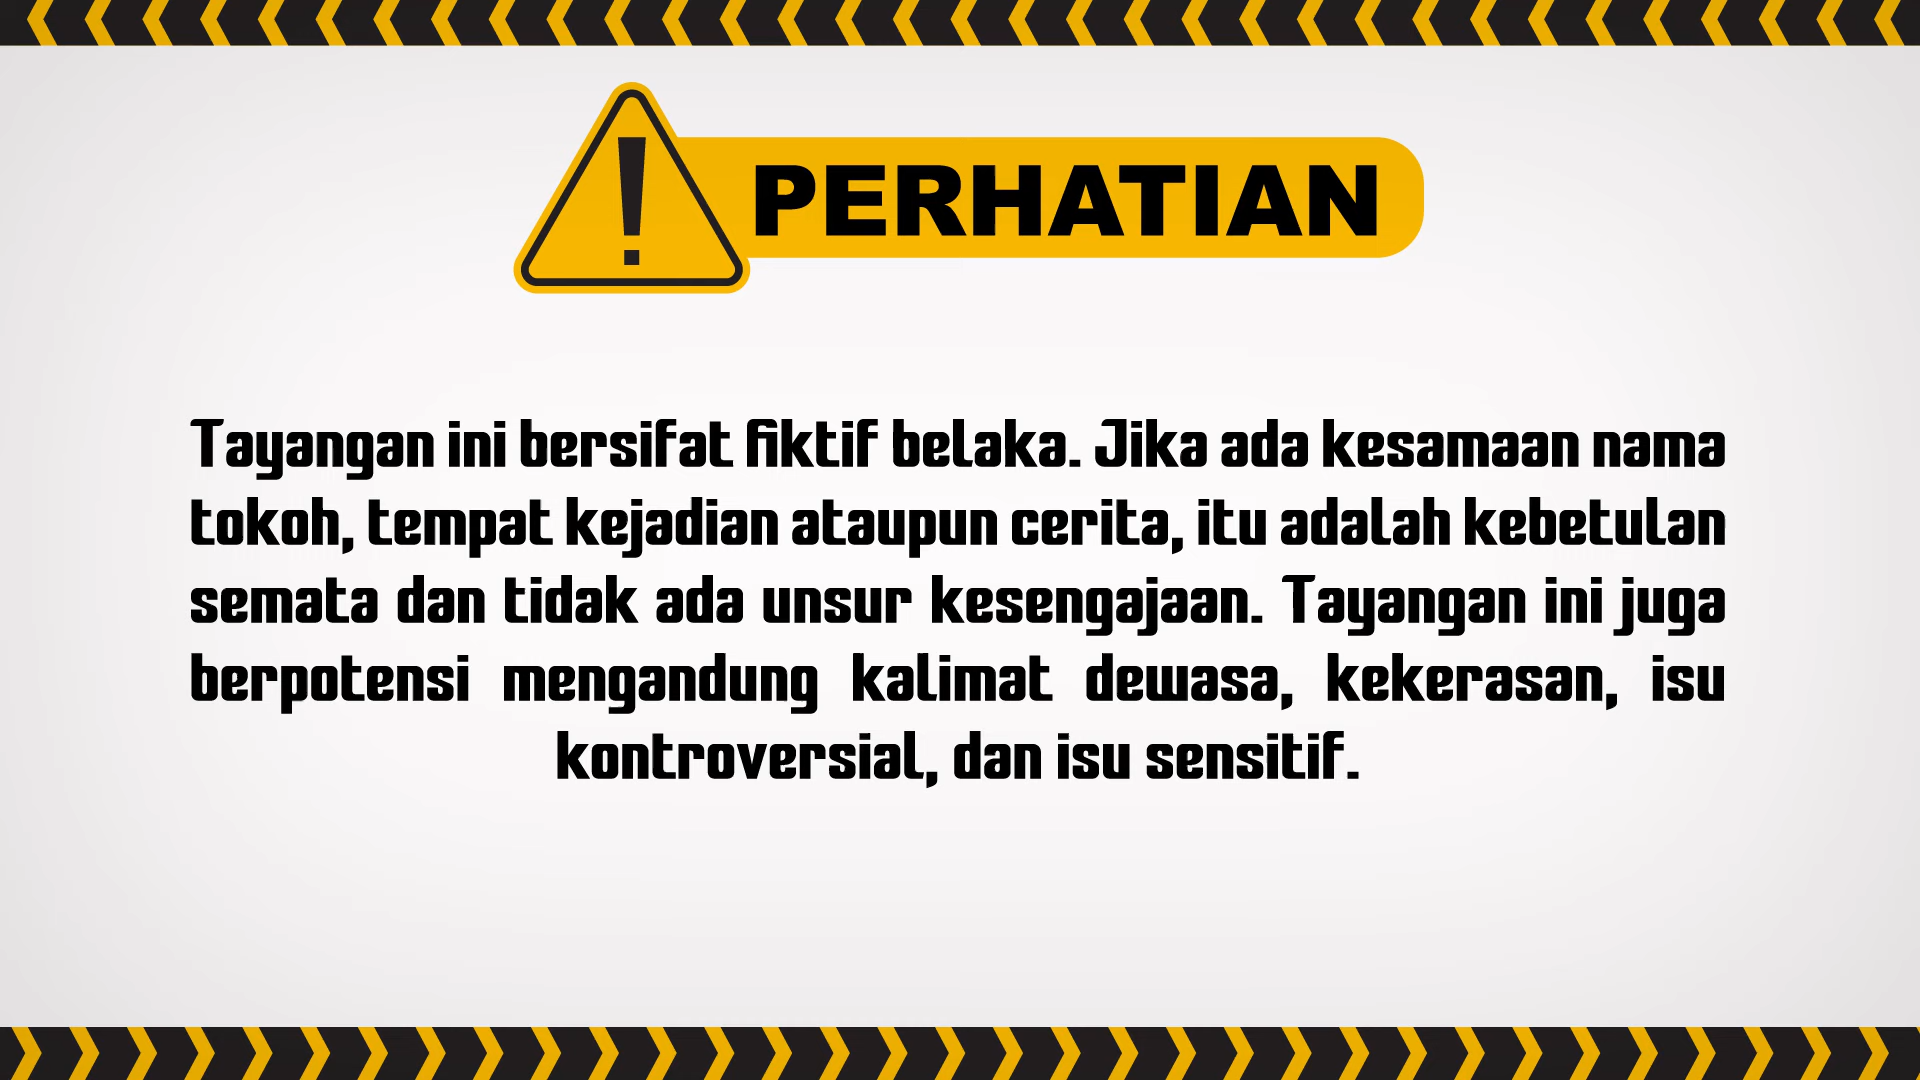 PERHATIAN
Tayangan ini bersifat fiktif belaka. Jika ada kesamaan nama
tokoh, tempat kejadian ataupun cerita, itu adalah kebetulan
semata dan tidak ada unsur kesengajaan. Tayangan ini juga
berpotensi mengandung kalimat dewasa, kekerasan, isu
kontroversial, dan isu sensitif.